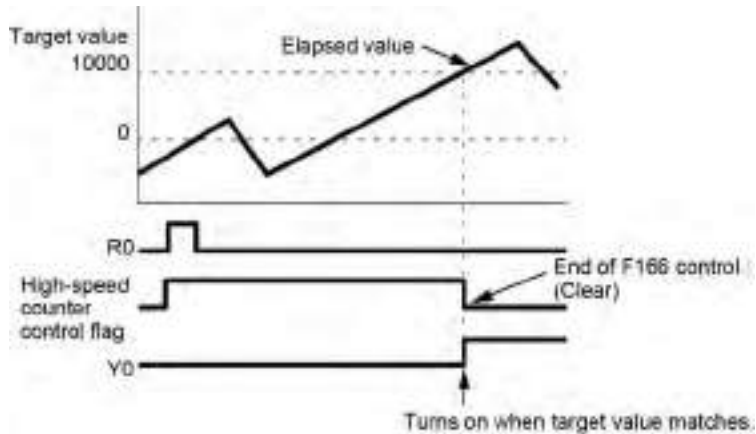 Target value
10000
Elapsed value
0
R0
High-speed
counter
control flag
End of F166 control.
(Clear)
Y0
Turns on when target value matches.